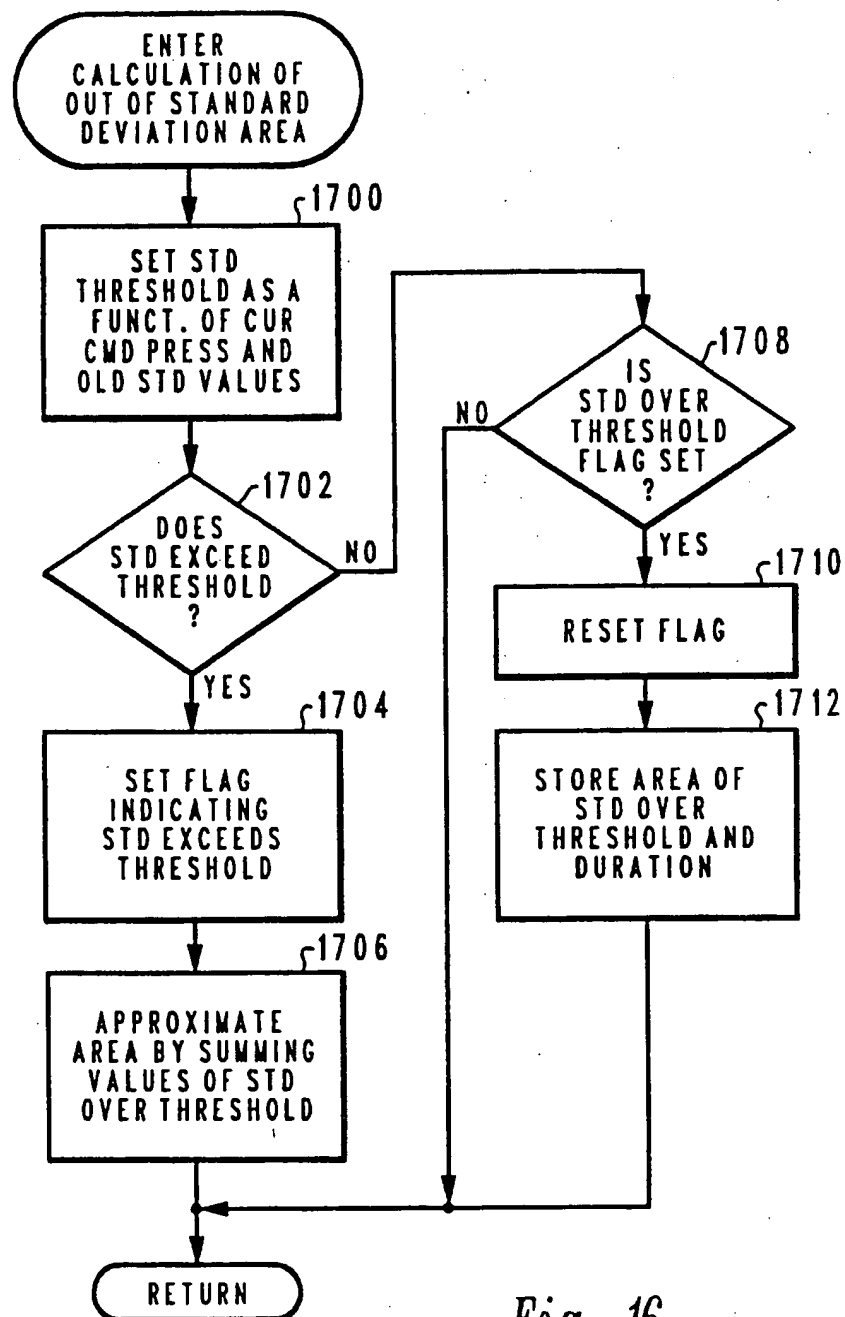 ENTER
CALCULATION OF
OUT OF STANDARD
DEVIATION AREA
1700
SET STD
THRESHOLD AS A
FUNCT. OF CUR
CMD PRESS AND
OLD STD VALUES
1702
DOES
STD EXCEED
THRESHOLD
?
NO
YES
1704
SET FLAG
INDICATING
STD EXCEEDS
THRESHOLD
1706
APPROXIMATE
AREA BY SUMMING
VALUES OF STD
OVER THRESHOLD
RETURN
1708
IS
STD OVER
THRESHOLD
FLAG SET
?
NO
YES
1710
RESET FLAG
1712
STORE AREA OF
STD OVER
THRESHOLD AND
DURATION
Fig. 16